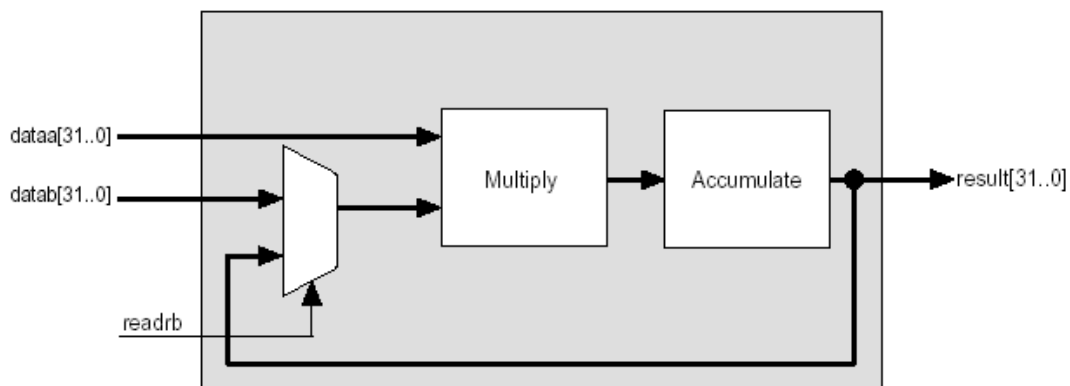 dataa[31..0]
datab[31..0]
Multiply
Accumulate
result[31..0]
readrb